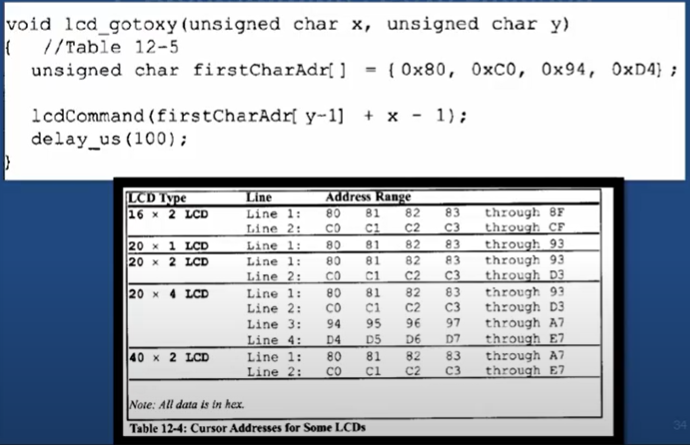 void lcd_gotoxy(unsigned char x, unsigned char y)
{ //Table 12-5
unsigned char firstCharAdr[] = {0x80, 0xC0, 0x94, 0xD4};
lcdCommand(firstCharAdr[ y-1] + x - 1);
delay_us(100);
}
LCD Type Line Address Range
16 × 2 LCD Line 1: 80 81 82 83 through 8F
Line 2: C0 C1 C2 C3 through CF
20 × 1 LCD Line 1: 80 81 82 83 through 93
20 × 2 LCD Line 1: 80 81 82 83 through 93
Line 2: C0 C1 C2 C3 through D3
20 × 4 LCD Line 1: 80 81 82 83 through 93
Line 2: C0 C1 C2 C3 through D3
Line 3: 94 95 96 97 through A7
Line 4: D4 D5 D6 D7 through E7
40 × 2 LCD Line 1: 80 81 82 83 through A7
Line 2: C0 C1 C2 C3 through E7
Note: All data is in hex.
Table 12-4: Cursor Addresses for Some LCDs
34